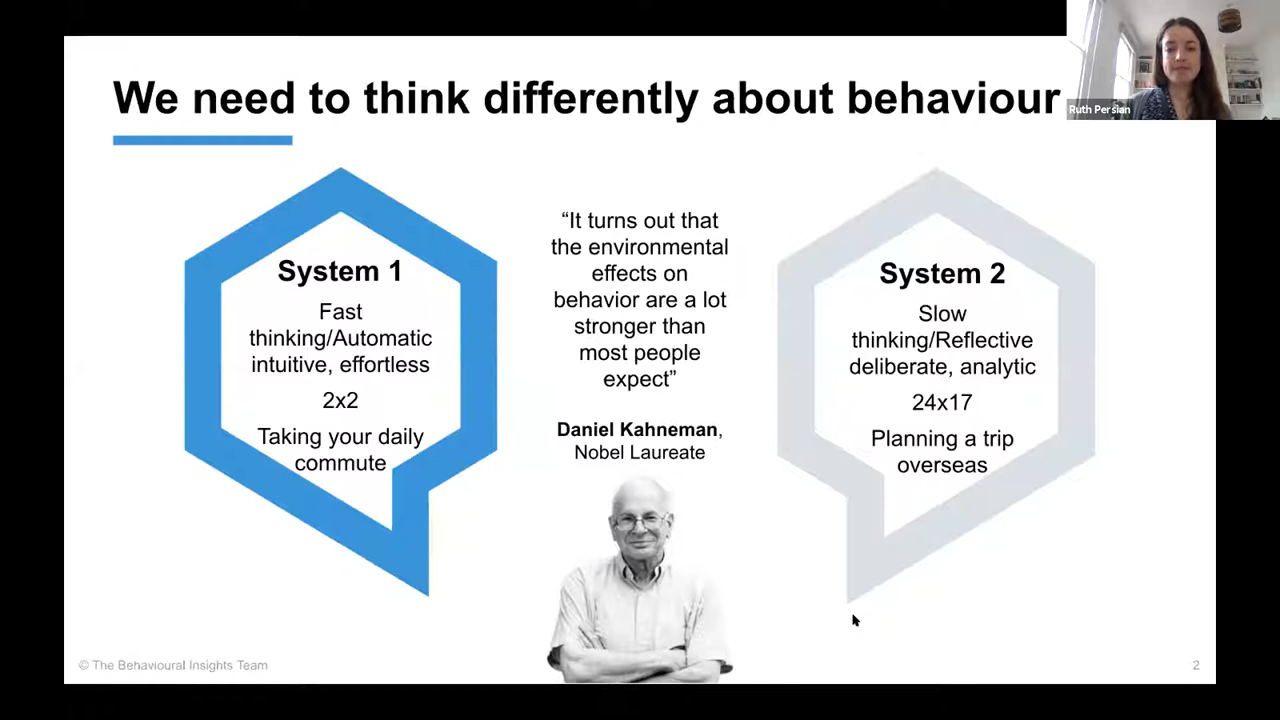 We need to think differently about behaviour
Ruth Persian
System 1
Fast
thinking/Automatic
intuitive, effortless
2x2
Taking your daily
commute
“It turns out that
the environmental
effects on
behavior are a lot
stronger than
most people
expect”
Daniel Kahneman,
Nobel Laureate
System 2
Slow
thinking/Reflective
deliberate, analytic
24x17
Planning a trip
overseas
© The Behavioural Insights Team
2